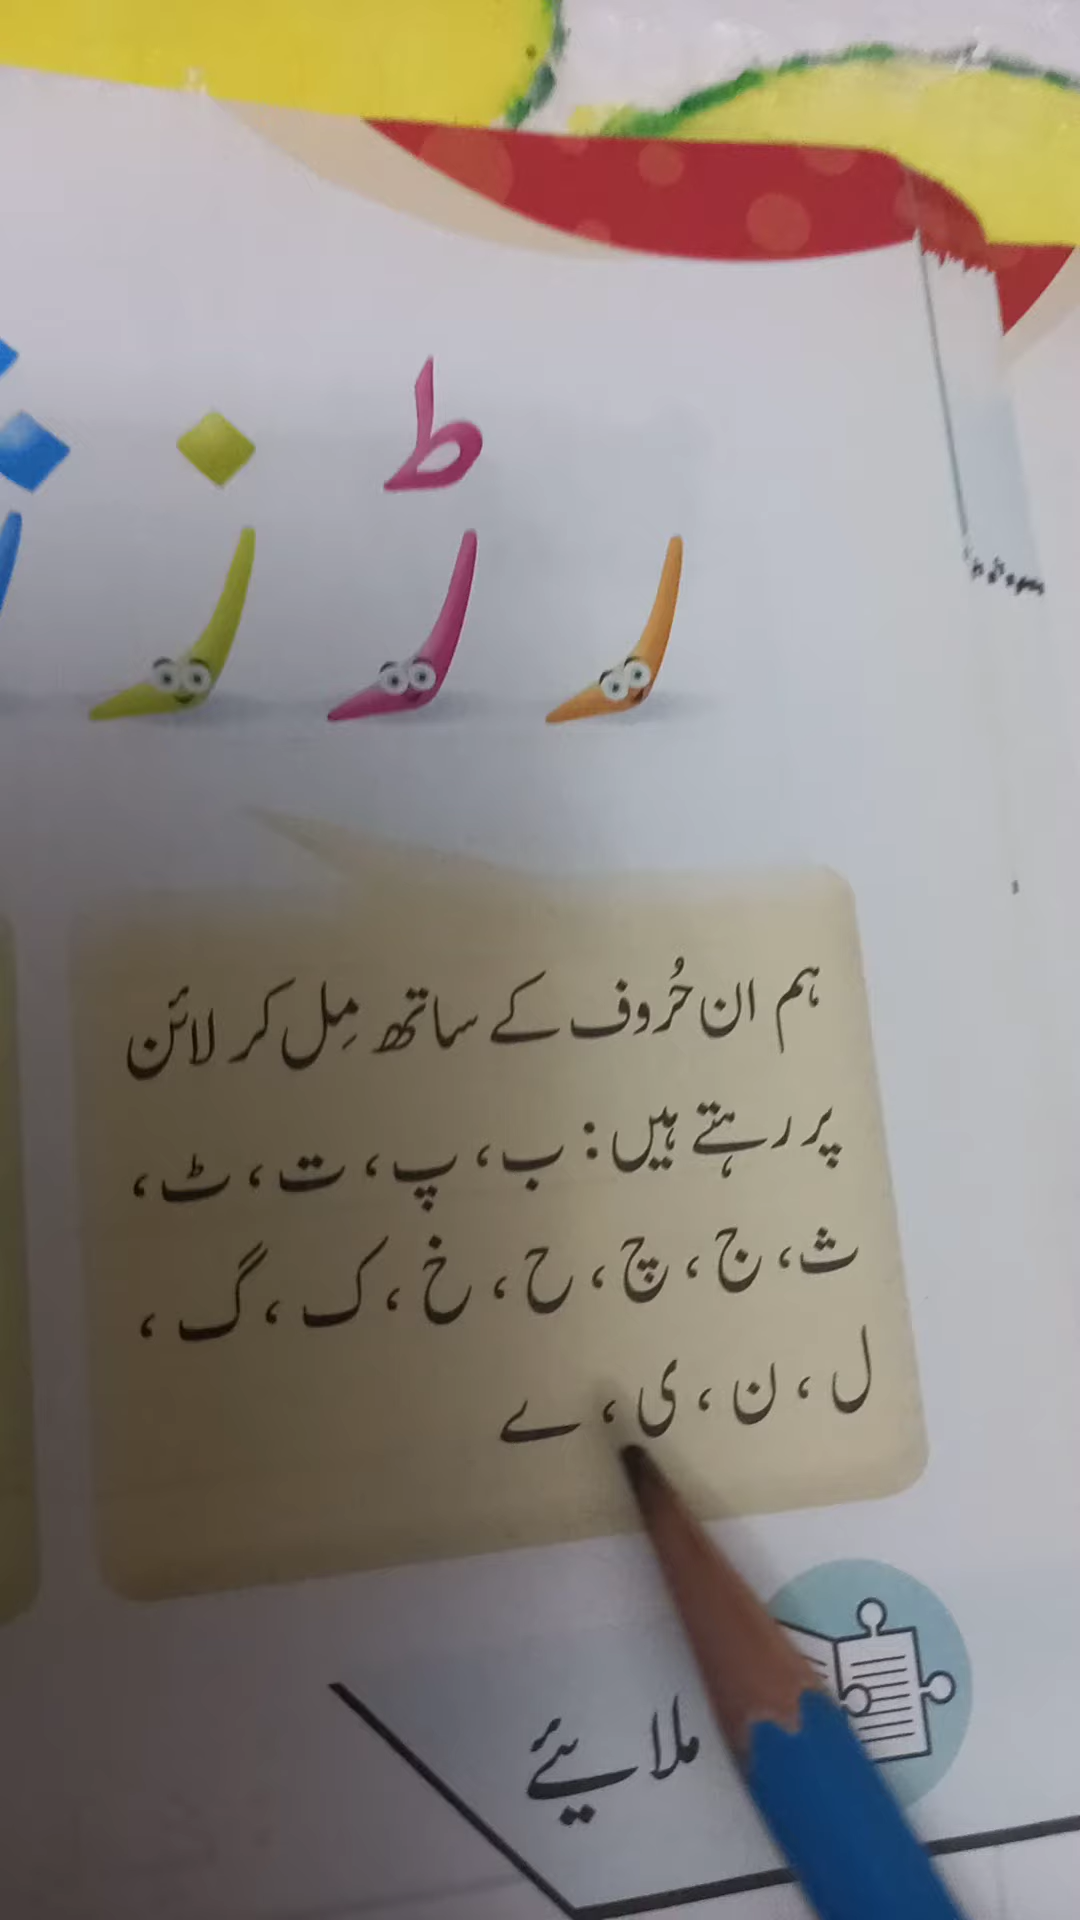 ر ڑ ز
ہم ان حُروف کے ساتھ مِل کر لائن
پر رہتے ہیں: ب، پ، ت، ٹ،
ث، ج، چ، ح، خ، ک، گ،
ل، ن، ی، ے
ملایئے